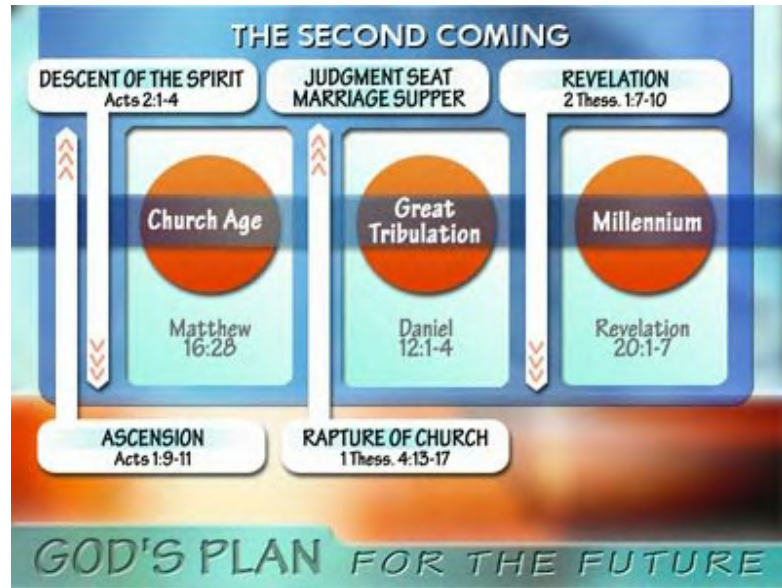 THE SECOND COMING
DESCENT OF THE SPIRIT
Acts 2:1-4
JUDGMENT SEAT
MARRIAGE SUPPER
REVELATION
2 Thess. 1:7-10
Church Age
Great
Tribulation
Millennium
Matthew
16:28
Daniel
12:1-4
Revelation
20:1-7
ASCENSION
Acts 1:9-11
RAPTURE OF CHURCH
1 Thess. 4:13-17
GOD'S PLAN FOR THE FUTURE